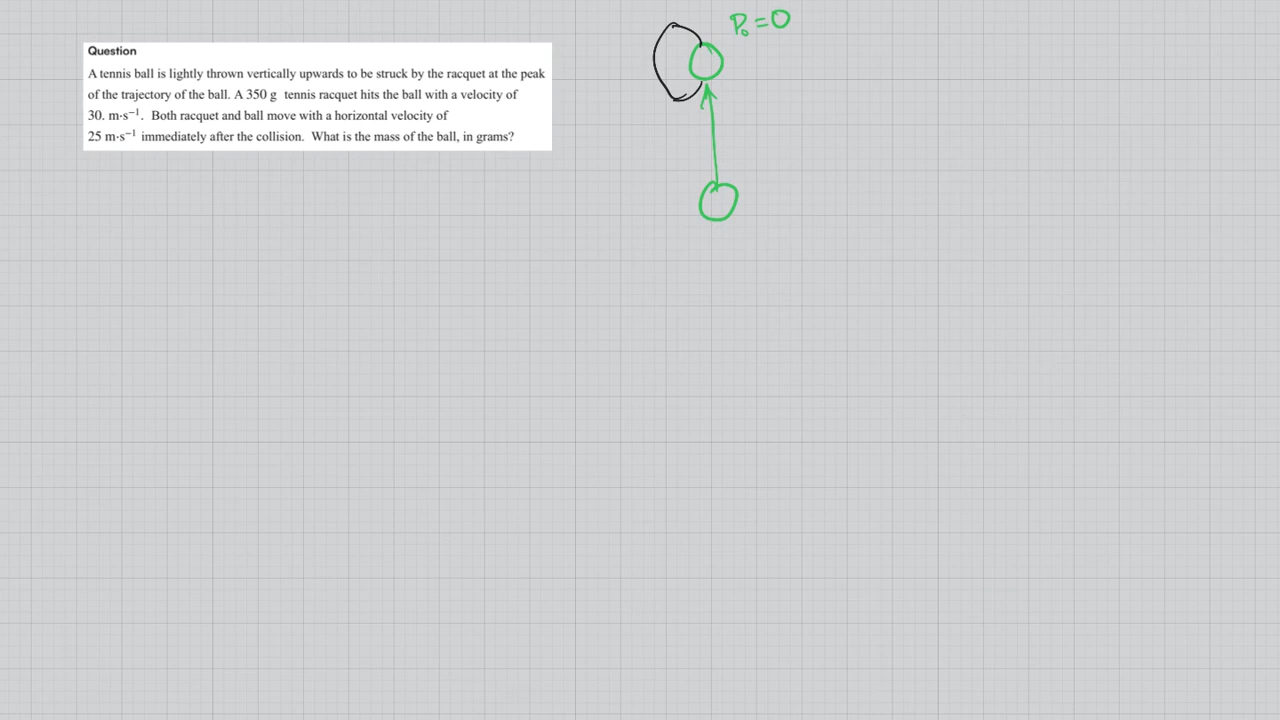 Question
A tennis ball is lightly thrown vertically upwards to be struck by the racquet at the peak
of the trajectory of the ball. A 350 g tennis racquet hits the ball with a velocity of
30. m·s⁻¹. Both racquet and ball move with a horizontal velocity of
25 m·s⁻¹ immediately after the collision. What is the mass of the ball, in grams?
P₀=0